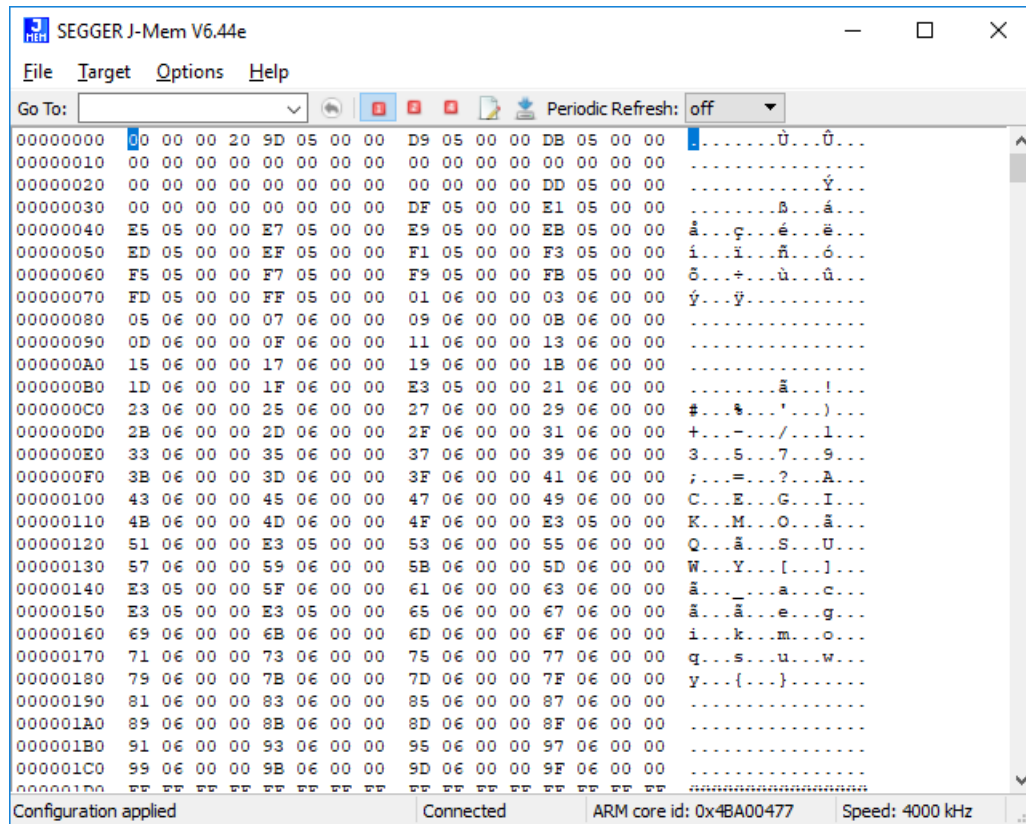 J MEM SEGGER J-Mem V6.44e
File Target Options Help
Go To: 1 2 4 Periodic Refresh: off
00000000 00 00 00 20 9D 05 00 00 D9 05 00 00 DB 05 00 00 ........Ù...Û...
00000010 00 00 00 00 00 00 00 00 00 00 00 00 00 00 00 00 ................
00000020 00 00 00 00 00 00 00 00 00 00 00 00 DD 05 00 00 ............Ý...
00000030 00 00 00 00 00 00 00 00 DF 05 00 00 E1 05 00 00 ........ß...á...
00000040 E5 05 00 00 E7 05 00 00 E9 05 00 00 EB 05 00 00 å...ç...é...ë...
00000050 ED 05 00 00 EF 05 00 00 F1 05 00 00 F3 05 00 00 í...ï...ñ...ó...
00000060 F5 05 00 00 F7 05 00 00 F9 05 00 00 FB 05 00 00 õ...÷...ù...û...
00000070 FD 05 00 00 FF 05 00 00 01 06 00 00 03 06 00 00 ý...ÿ...........
00000080 05 06 00 00 07 06 00 00 09 06 00 00 0B 06 00 00 ................
00000090 0D 06 00 00 0F 06 00 00 11 06 00 00 13 06 00 00 ................
000000A0 15 06 00 00 17 06 00 00 19 06 00 00 1B 06 00 00 ................
000000B0 1D 06 00 00 1F 06 00 00 E3 05 00 00 21 06 00 00 ........ã...!...
000000C0 23 06 00 00 25 06 00 00 27 06 00 00 29 06 00 00 #...%...'...)...
000000D0 2B 06 00 00 2D 06 00 00 2F 06 00 00 31 06 00 00 +...-.../...1...
000000E0 33 06 00 00 35 06 00 00 37 06 00 00 39 06 00 00 3...5...7...9...
000000F0 3B 06 00 00 3D 06 00 00 3F 06 00 00 41 06 00 00 ;...=...?...A...
00000100 43 06 00 00 45 06 00 00 47 06 00 00 49 06 00 00 C...E...G...I...
00000110 4B 06 00 00 4D 06 00 00 4F 06 00 00 E3 05 00 00 K...M...O...ã...
00000120 51 06 00 00 E3 05 00 00 53 06 00 00 55 06 00 00 Q...ã...S...U...
00000130 57 06 00 00 59 06 00 00 5B 06 00 00 5D 06 00 00 W...Y...[...]...
00000140 E3 05 00 00 5F 06 00 00 61 06 00 00 63 06 00 00 ã..._...a...c...
00000150 E3 05 00 00 E3 05 00 00 65 06 00 00 67 06 00 00 ã...ã...e...g...
00000160 69 06 00 00 6B 06 00 00 6D 06 00 00 6F 06 00 00 i...k...m...o...
00000170 71 06 00 00 73 06 00 00 75 06 00 00 77 06 00 00 q...s...u...w...
00000180 79 06 00 00 7B 06 00 00 7D 06 00 00 7F 06 00 00 y...{...}.......
00000190 81 06 00 00 83 06 00 00 85 06 00 00 87 06 00 00 ................
000001A0 89 06 00 00 8B 06 00 00 8D 06 00 00 8F 06 00 00 ................
000001B0 91 06 00 00 93 06 00 00 95 06 00 00 97 06 00 00 ................
000001C0 99 06 00 00 9B 06 00 00 9D 06 00 00 9F 06 00 00 ................
Configuration applied Connected ARM core id: 0x4BA00477 Speed: 4000 kHz